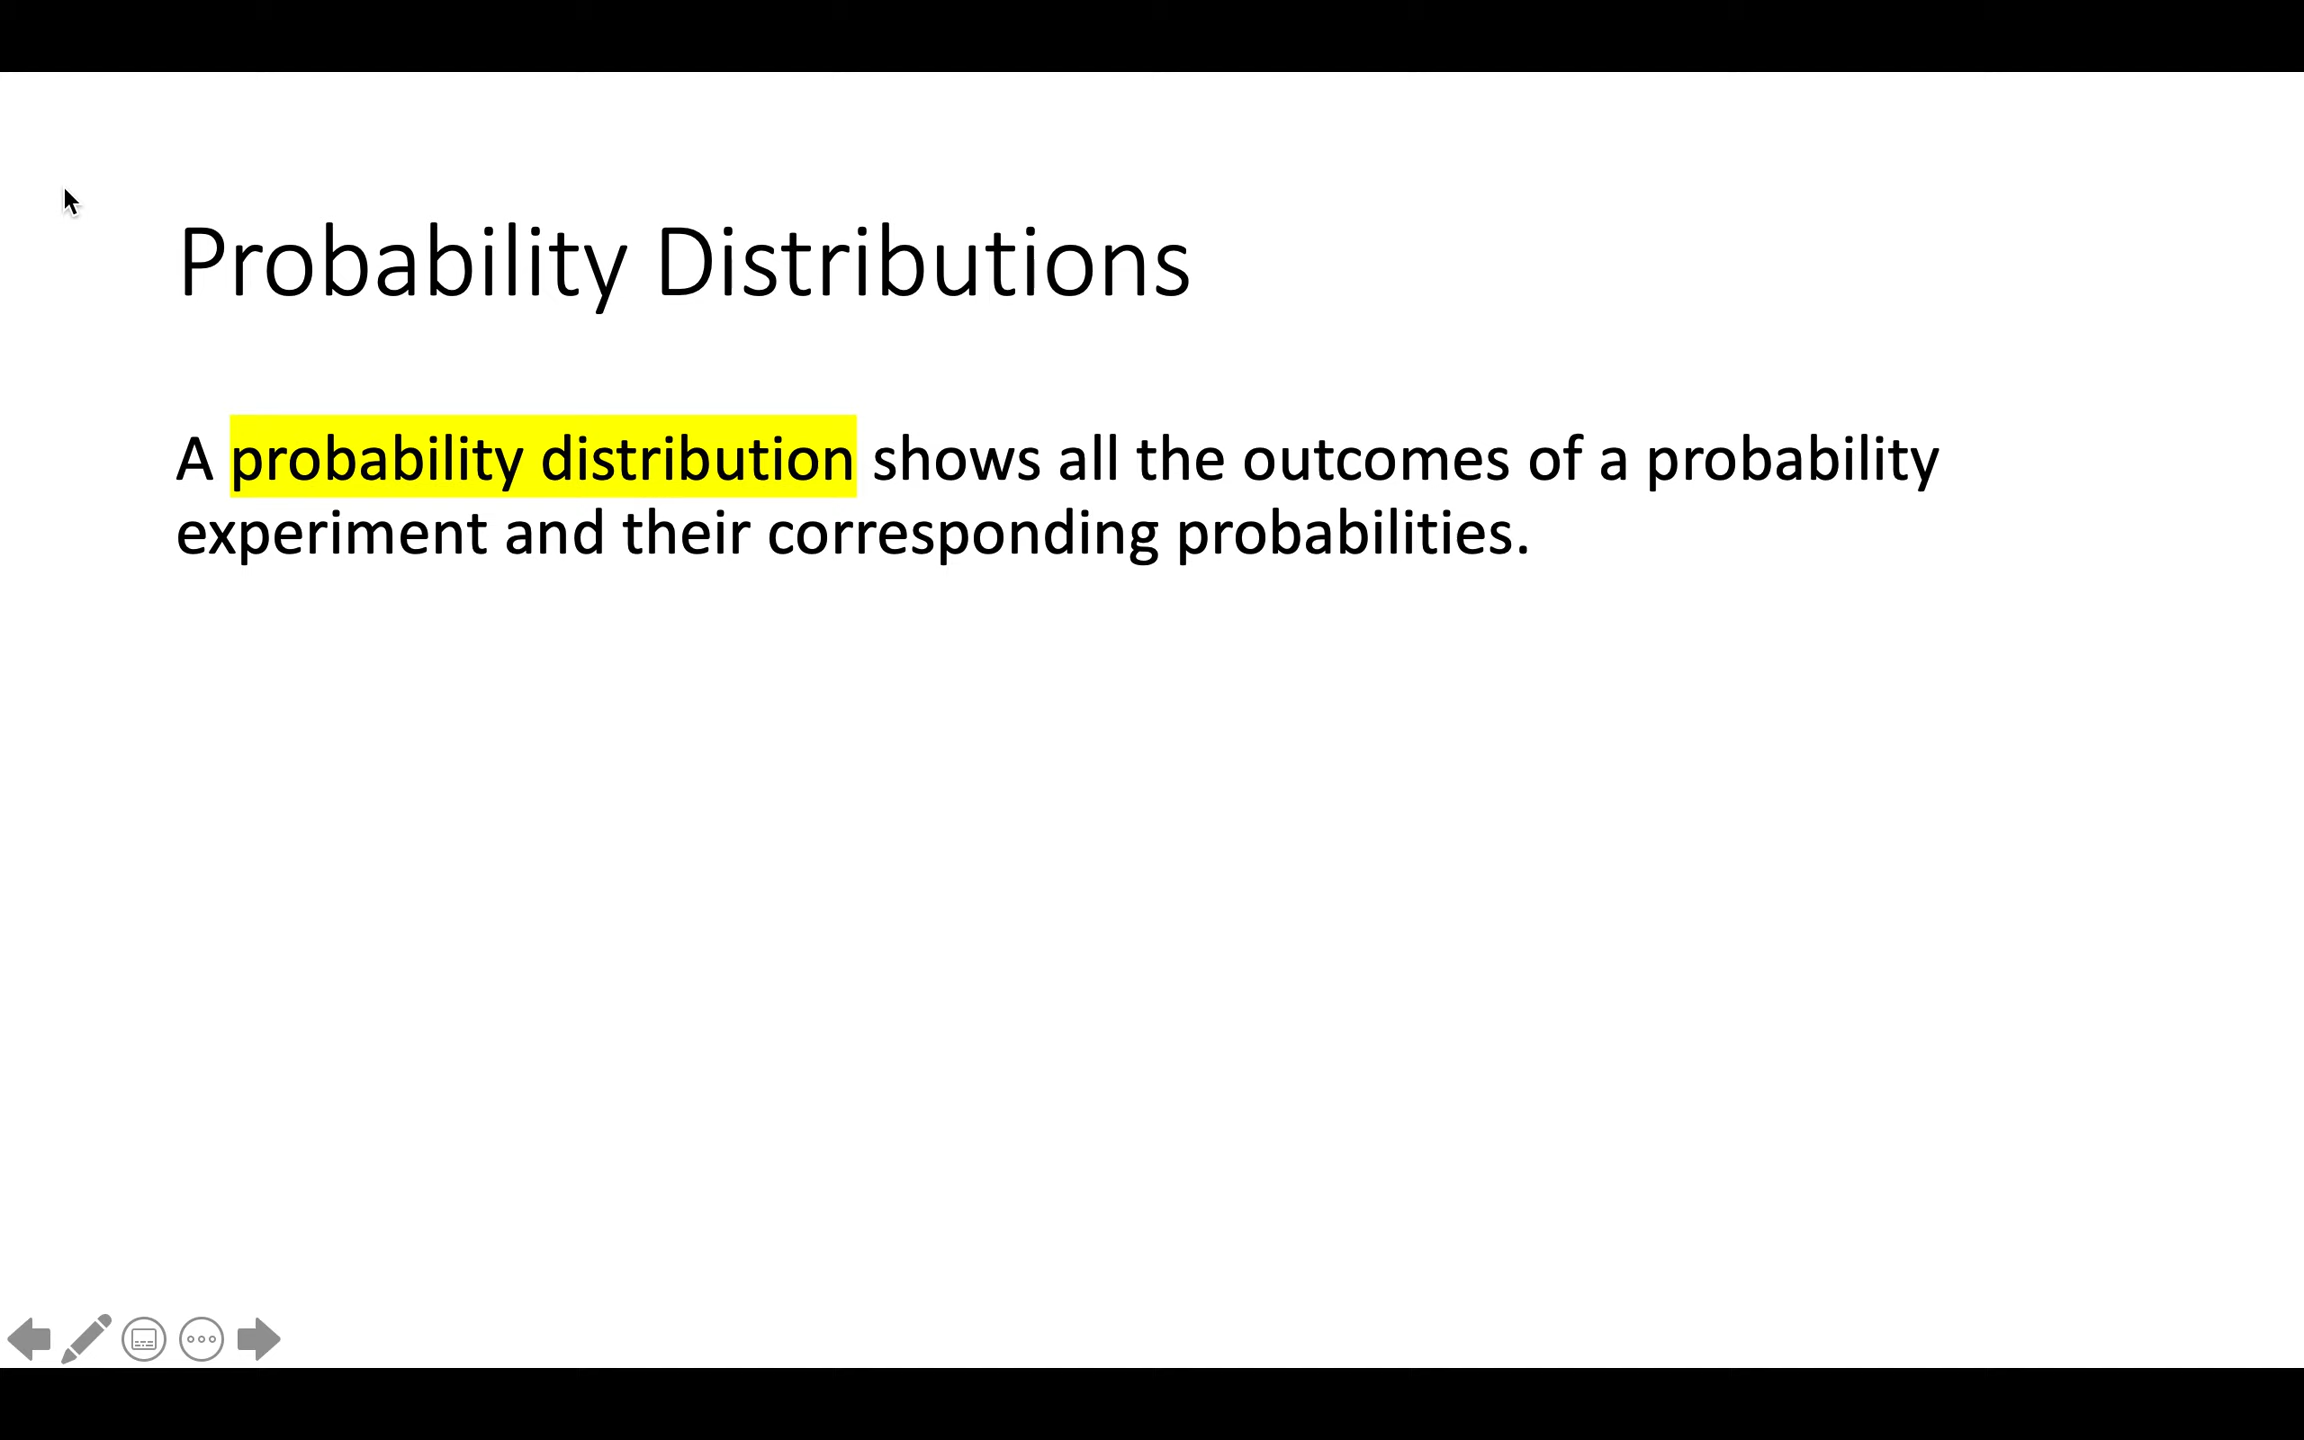 Probability Distributions
A probability distribution shows all the outcomes of a probability
experiment and their corresponding probabilities.